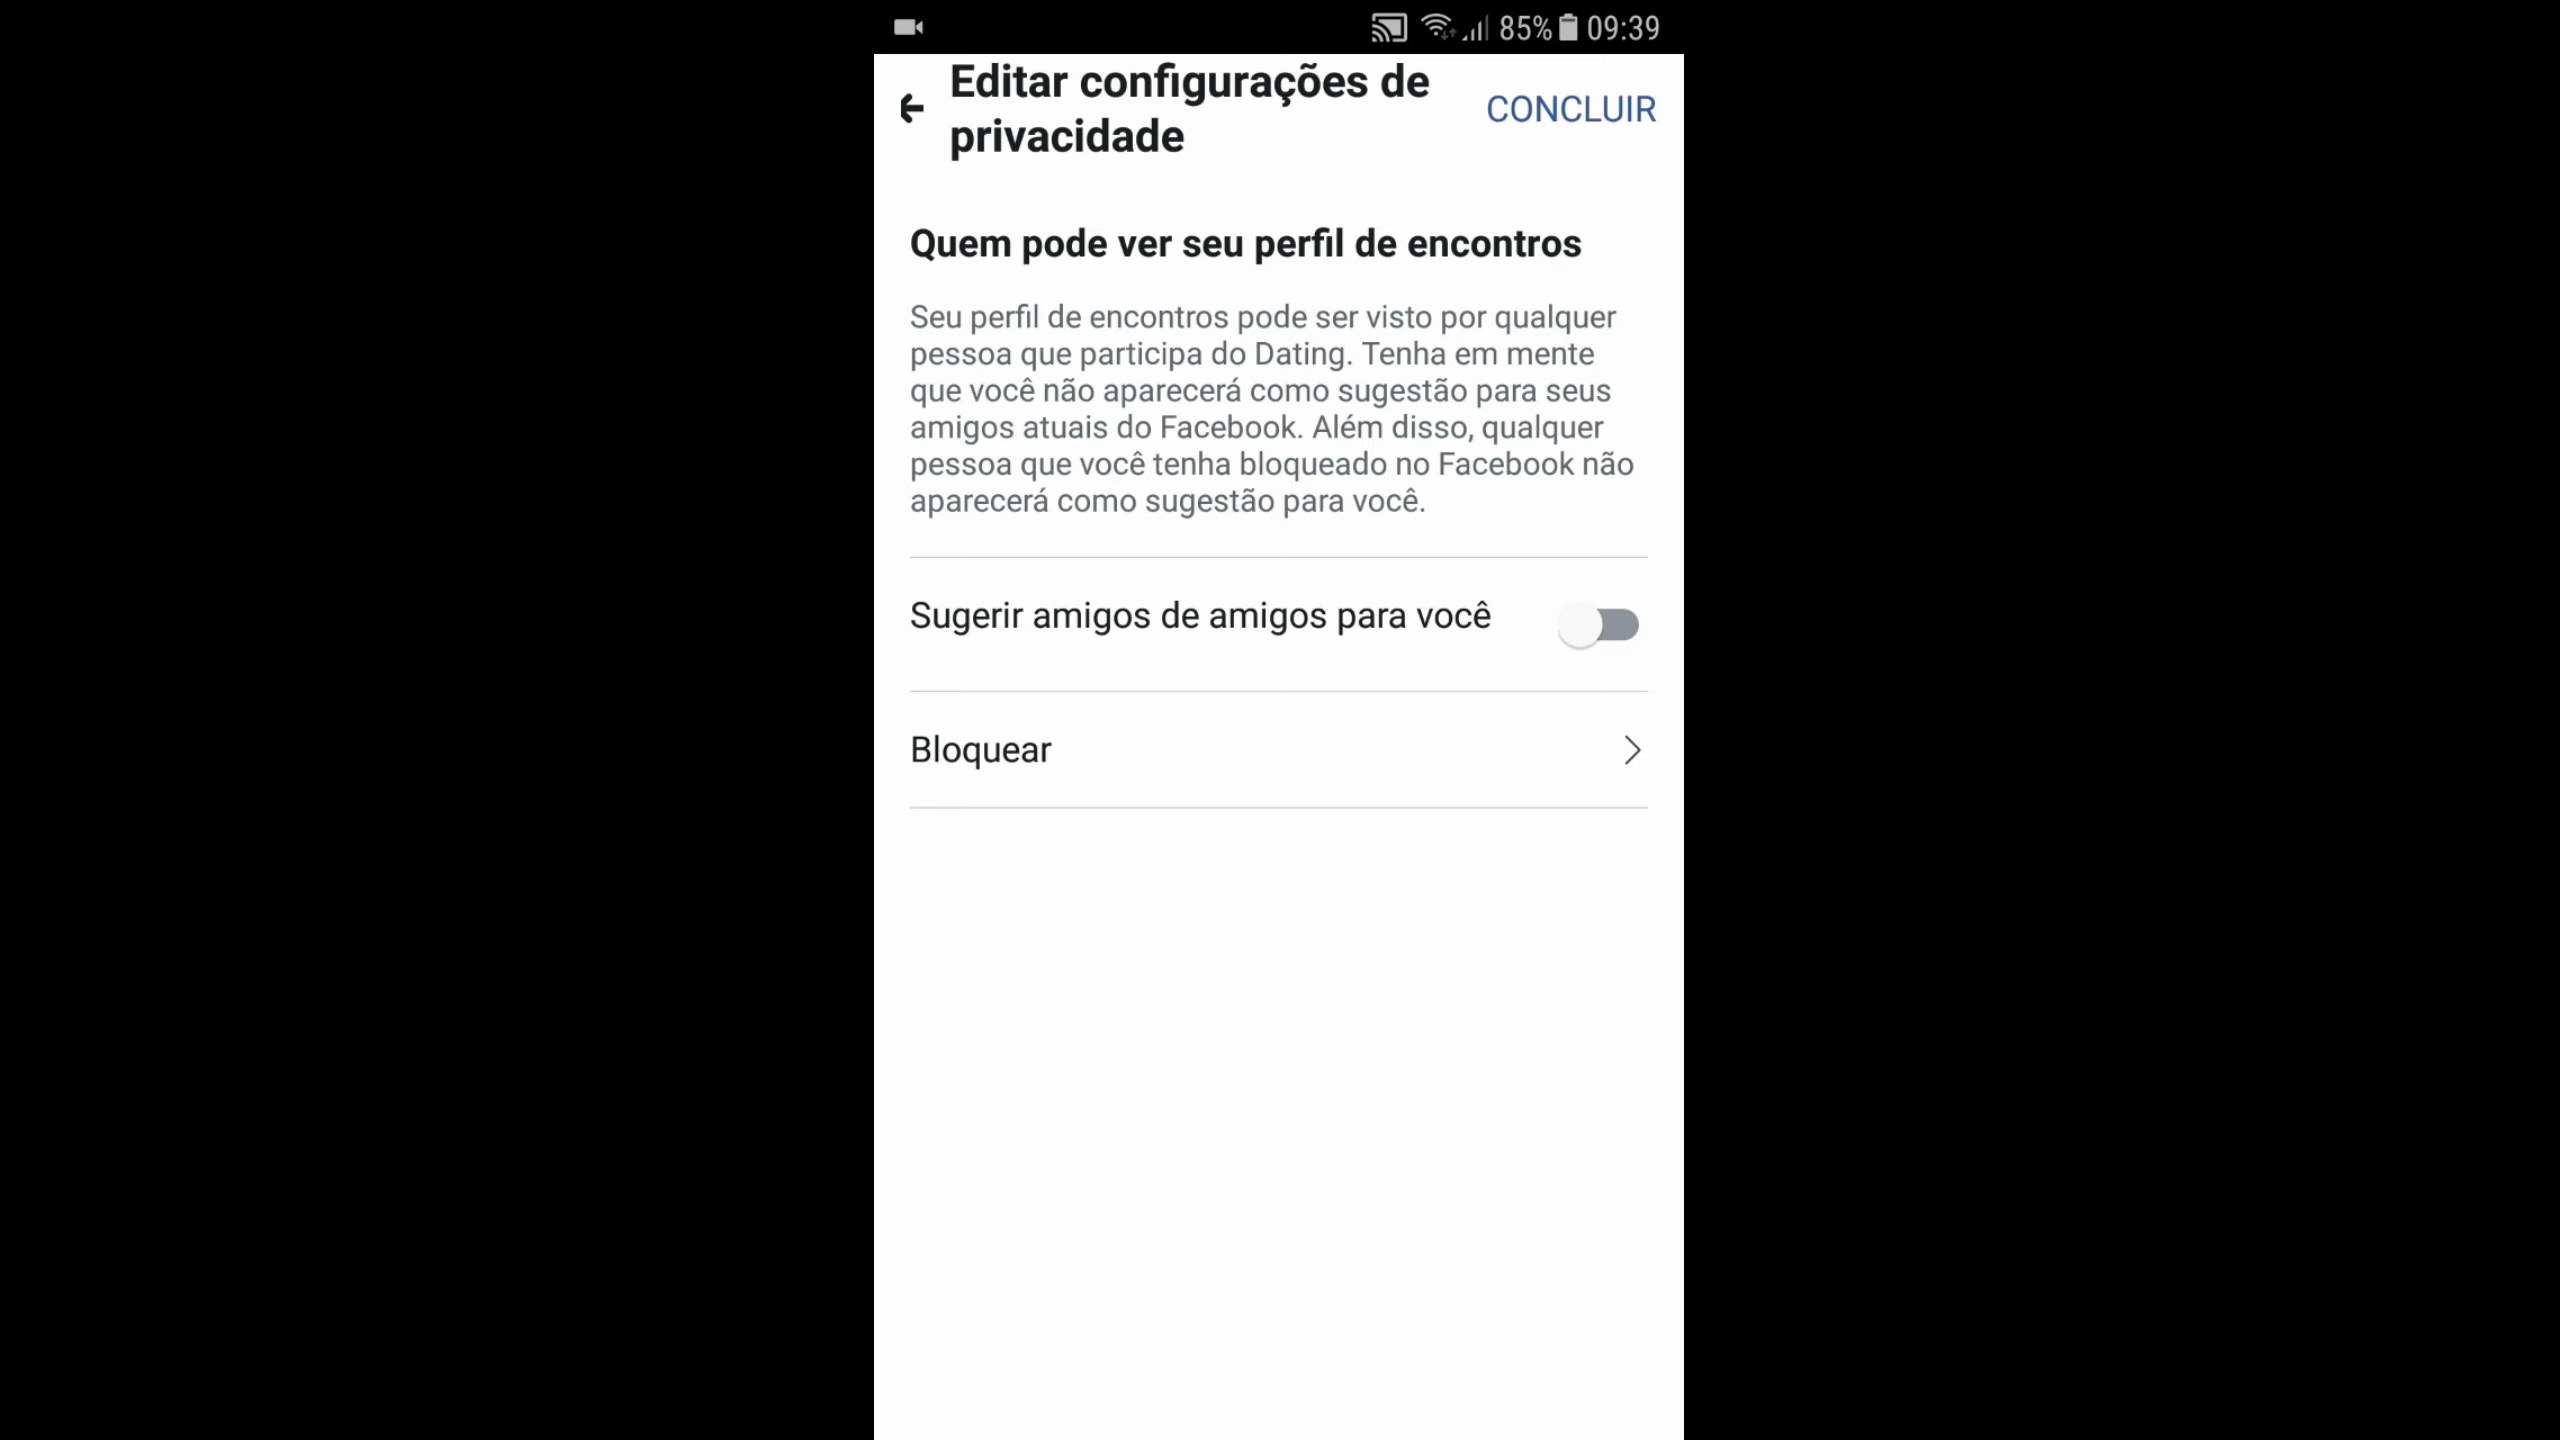 85% 09:39
Editar configurações de
privacidade
CONCLUIR
Quem pode ver seu perfil de encontros
Seu perfil de encontros pode ser visto por qualquer
pessoa que participa do Dating. Tenha em mente
que você não aparecerá como sugestão para seus
amigos atuais do Facebook. Além disso, qualquer
pessoa que você tenha bloqueado no Facebook não
aparecerá como sugestão para você.
Sugerir amigos de amigos para você
Bloquear